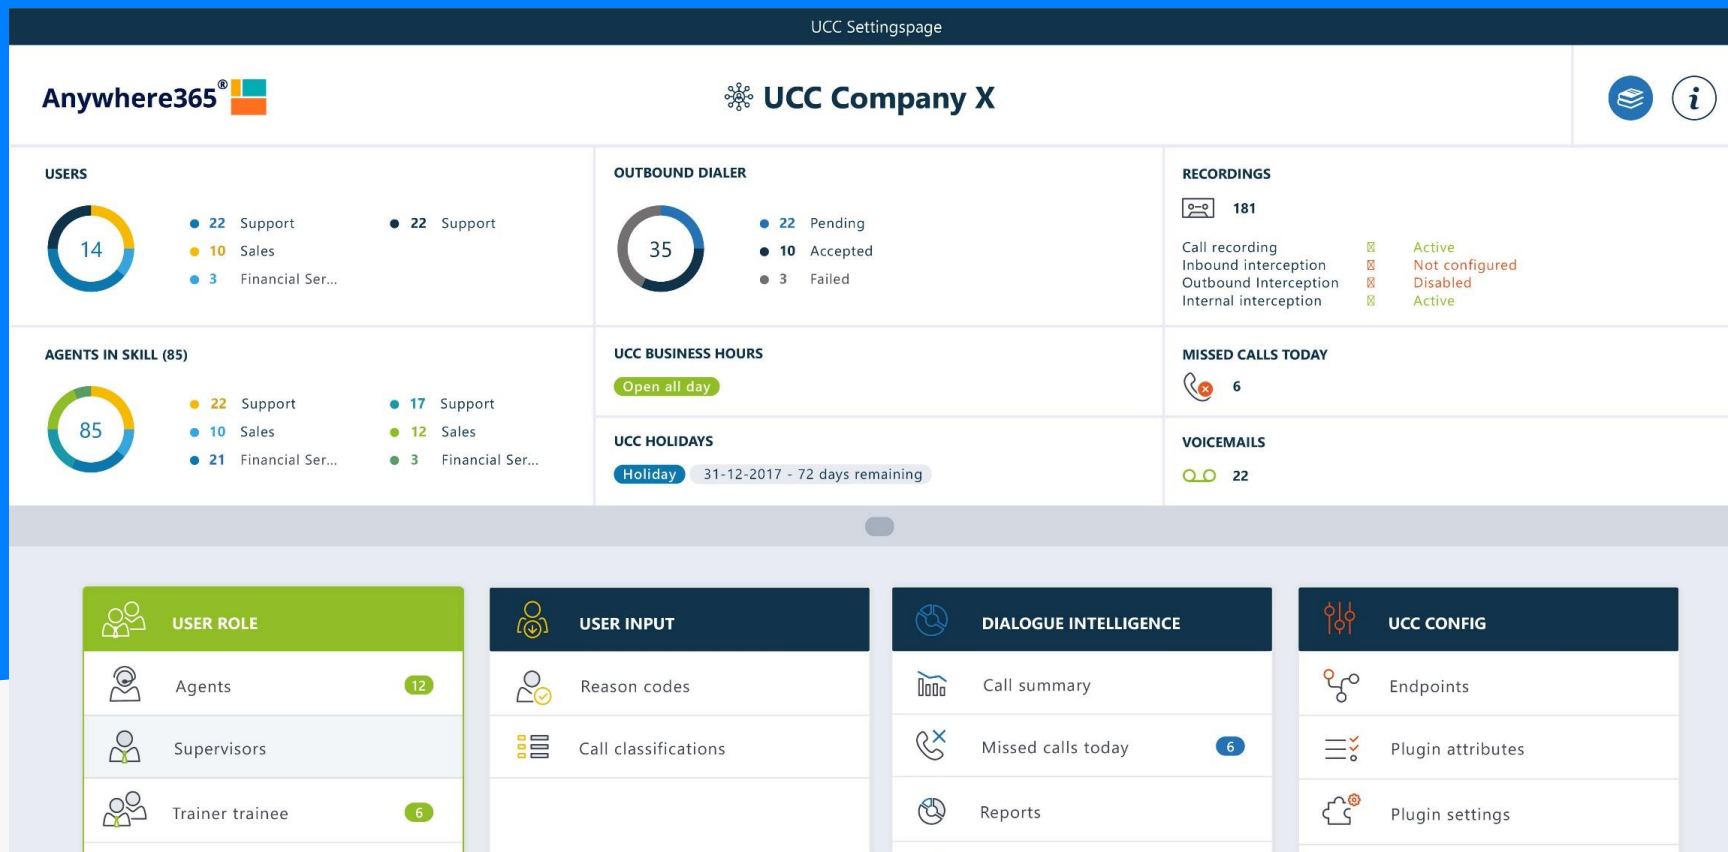 UCC Settingspage
Anywhere365®
UCC Company X
i
USERS
14
22 Support
10 Sales
3 Financial Ser...
22 Support
OUTBOUND DIALER
35
22 Pending
10 Accepted
3 Failed
RECORDINGS
181
Call recording Active
Inbound interception Not configured
Outbound Interception Disabled
Internal interception Active
AGENTS IN SKILL (85)
85
22 Support
10 Sales
21 Financial Ser...
17 Support
12 Sales
3 Financial Ser...
UCC BUSINESS HOURS
Open all day
UCC HOLIDAYS
Holiday 31-12-2017 - 72 days remaining
MISSED CALLS TODAY
6
VOICEMAILS
22
USER ROLE
Agents 12
Supervisors
Trainer trainee 6
USER INPUT
Reason codes
Call classifications
DIALOGUE INTELLIGENCE
Call summary
Missed calls today 6
Reports
UCC CONFIG
Endpoints
Plugin attributes
Plugin settings